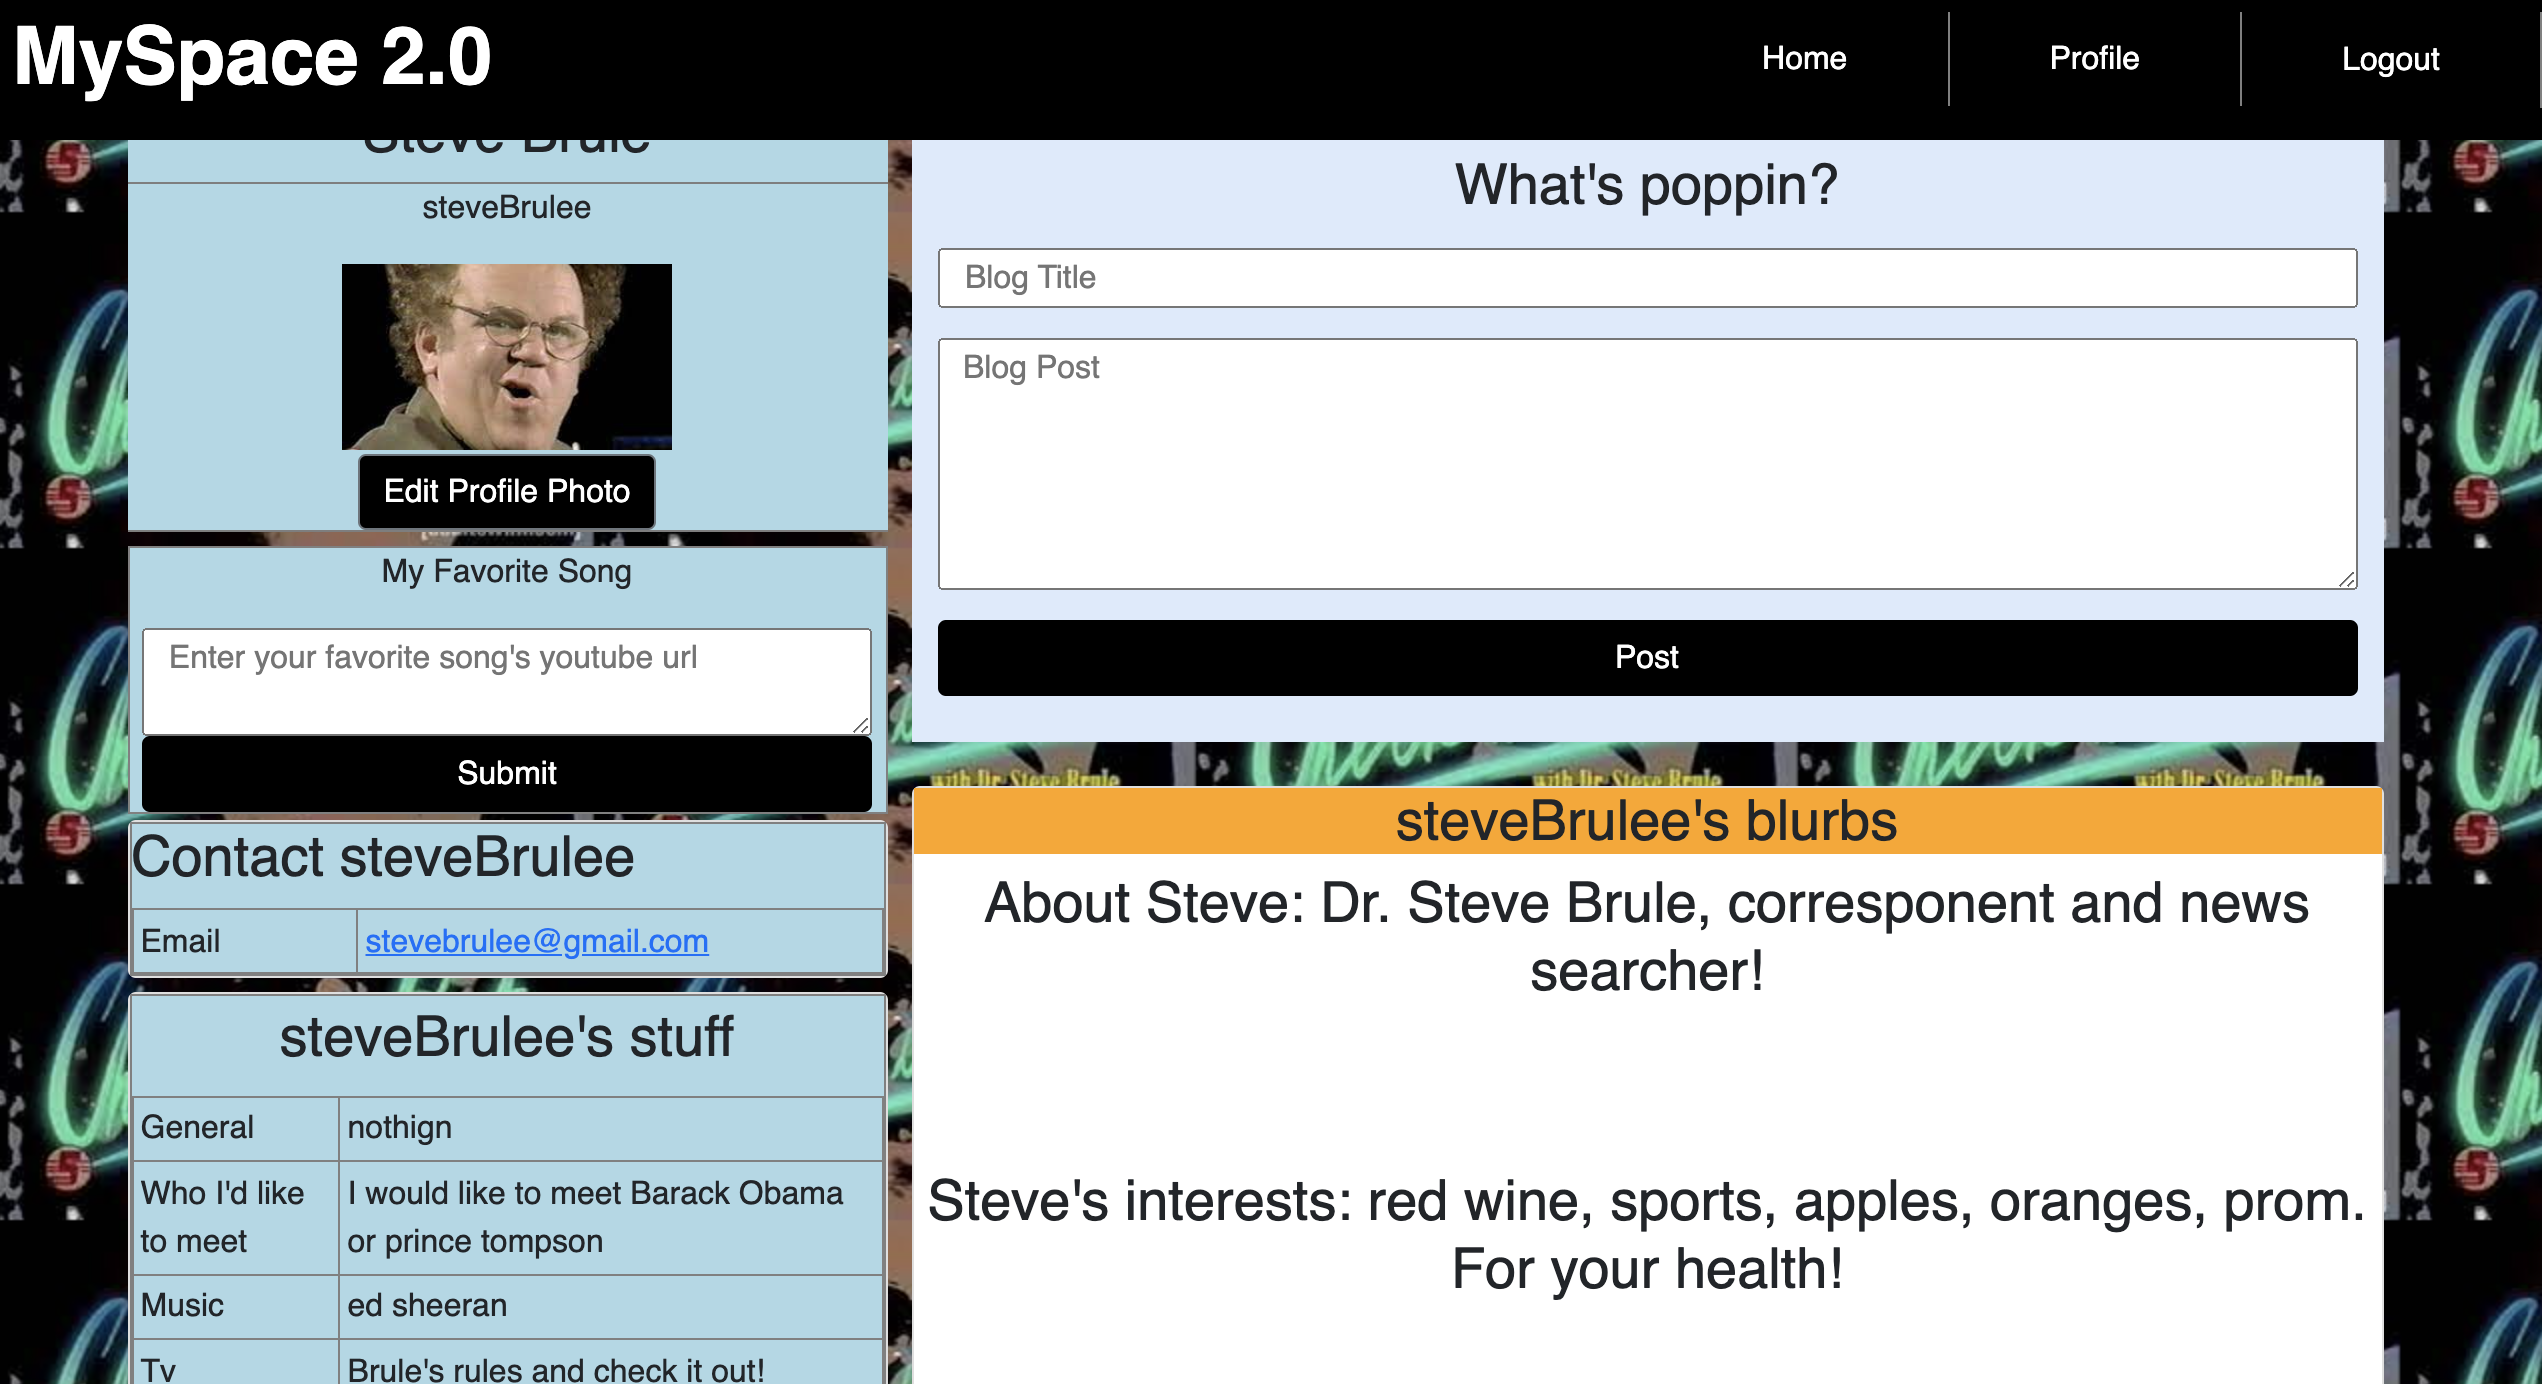 MySpace 2.0
Home
Profile
Logout
Steve Brule
steveBrulee
Edit Profile Photo
My Favorite Song
Enter your favorite song's youtube url
Submit
Contact steveBrulee
Email
stevebrulee@gmail.com
steveBrulee's stuff
General
nothign
Who I'd like
to meet
I would like to meet Barack Obama
or prince tompson
Music
ed sheeran
Tv
Brule's rules and check it out!
What's poppin?
Blog Title
Blog Post
Post
with Dr. Steve Brule
with Dr. Steve Brule
with Dr. Steve Brule
steveBrulee's blurbs
About Steve: Dr. Steve Brule, corresponent and news
searcher!
Steve's interests: red wine, sports, apples, oranges, prom.
For your health!